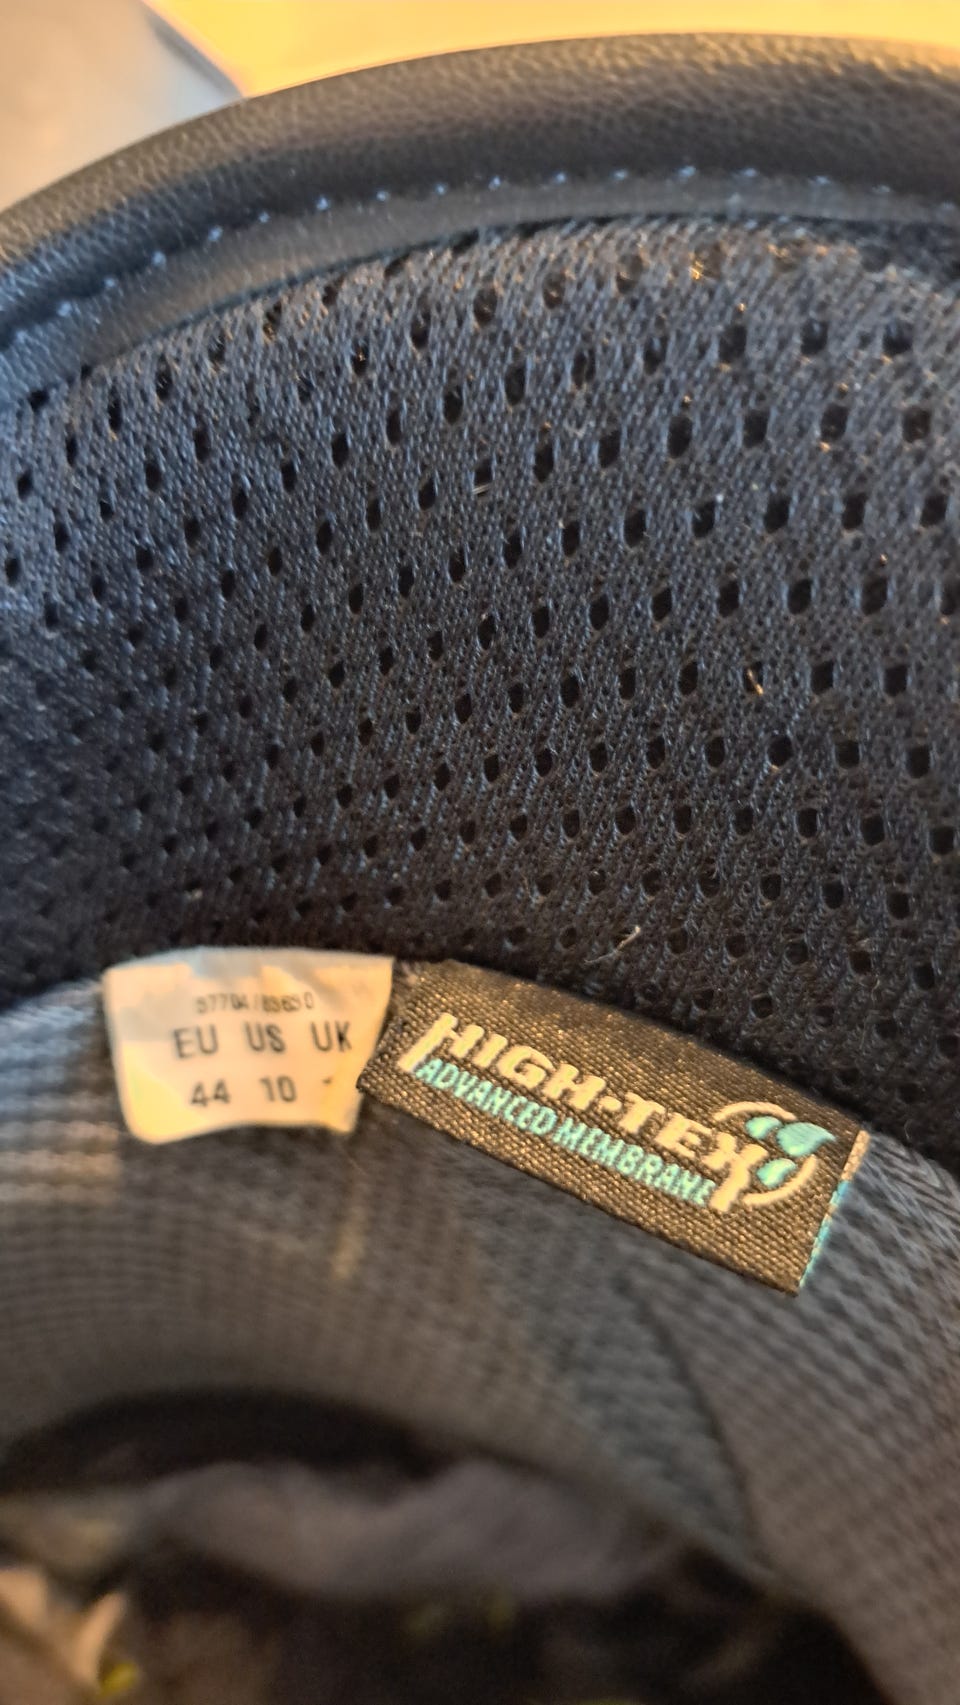 EU US UK
44 10
HIGH·TEX
ADVANCED MEMBRANE